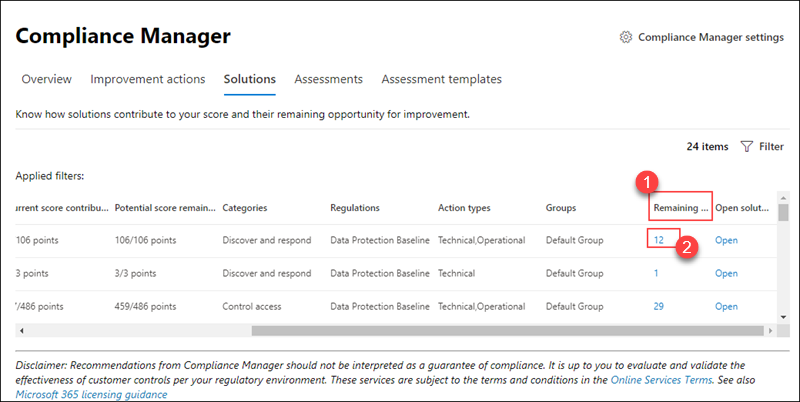 Compliance Manager
Compliance Manager settings
Overview Improvement actions Solutions Assessments Assessment templates
Know how solutions contribute to your score and their remaining opportunity for improvement.
24 items Filter
Applied filters:
1
urrent score contribu... Potential score remain... Categories Regulations Action types Groups Remaining ... Open solut...
/106 points 106/106 points Discover and respond Data Protection Baseline Technical,Operational Default Group 12 Open
2
/3 points 3/3 points Discover and respond Data Protection Baseline Technical Default Group 1 Open
7/486 points 459/486 points Control access Data Protection Baseline Technical,Operational Default Group 29 Open
Disclaimer: Recommendations from Compliance Manager should not be interpreted as a guarantee of compliance. It is up to you to evaluate and validate the
effectiveness of customer controls per your regulatory environment. These services are subject to the terms and conditions in the Online Services Terms. See also
Microsoft 365 licensing guidance